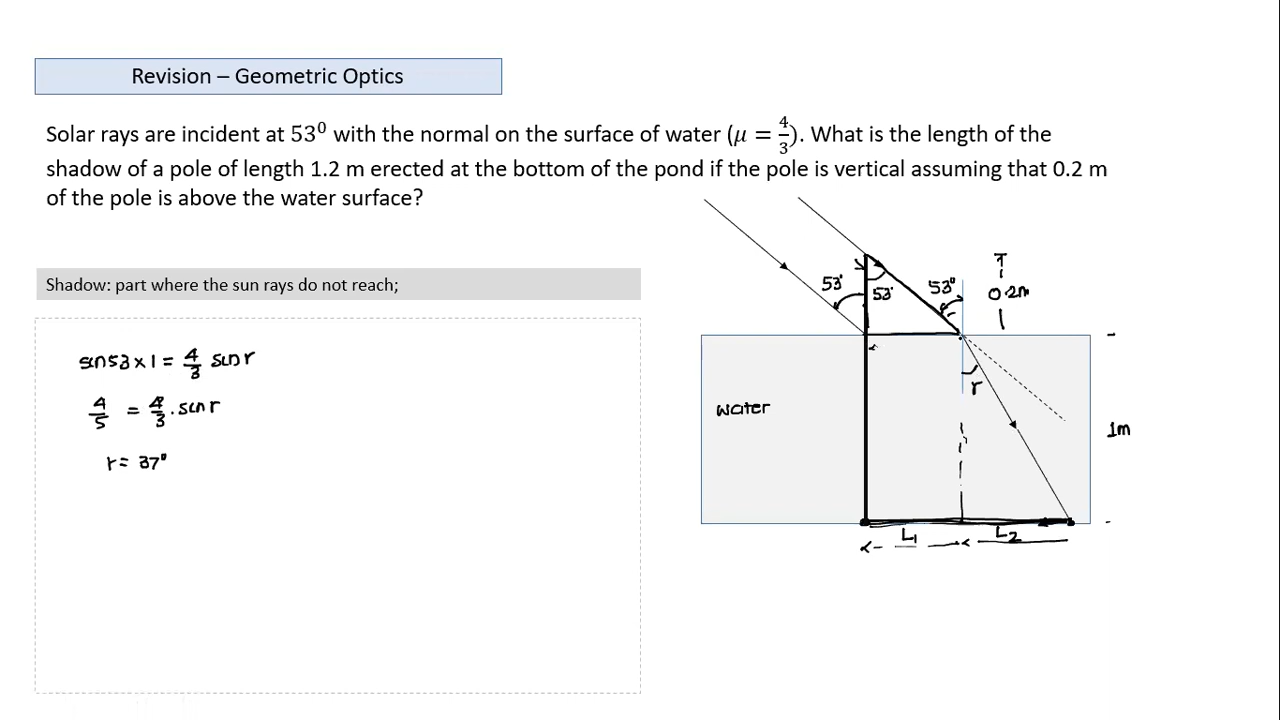 Revision – Geometric Optics
Solar rays are incident at 53⁰ with the normal on the surface of water (μ = 4/3). What is the length of the
shadow of a pole of length 1.2 m erected at the bottom of the pond if the pole is vertical assuming that 0.2 m
of the pole is above the water surface?
Shadow: part where the sun rays do not reach;
sin53 x 1 = 4/3 sin r
4/5 = 4/3 . sin r
r = 37°
53°
53°
53°
0.2m
r
water
1m
L₁
L₂